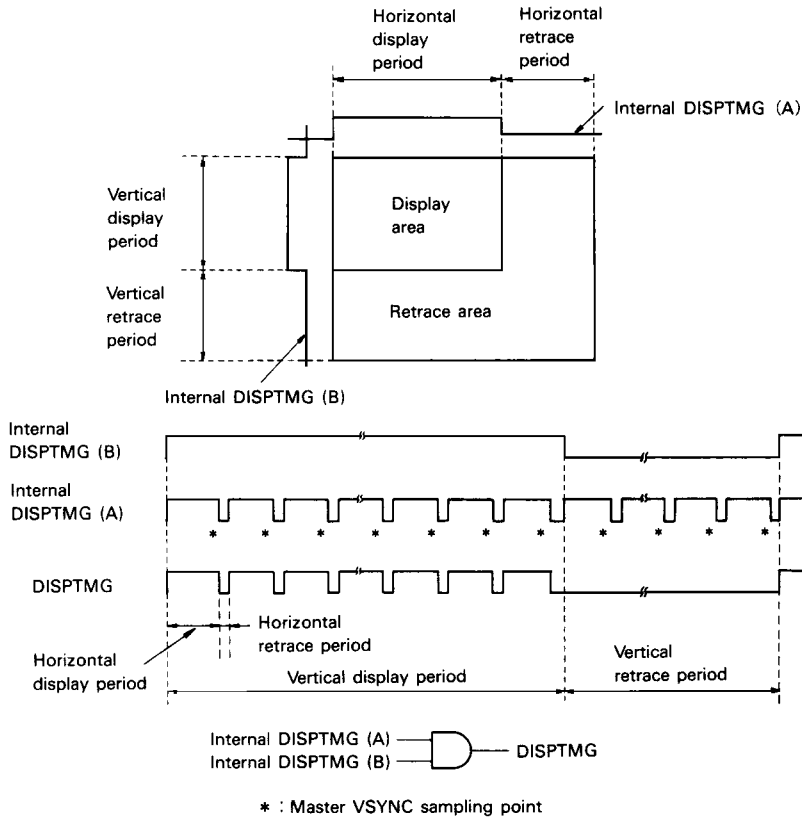 Horizontal
display
period
Horizontal
retrace
period
Internal DISPTMG (A)
Vertical
display
period
Display
area
Vertical
retrace
period
Retrace area
Internal DISPTMG (B)
Internal
DISPTMG (B)
Internal
DISPTMG (A)
* * * * * * * * * * *
DISPTMG
Horizontal
retrace period
Horizontal
display period
Vertical display period
Vertical
retrace period
Internal DISPTMG (A)
Internal DISPTMG (B)
DISPTMG
* : Master VSYNC sampling point